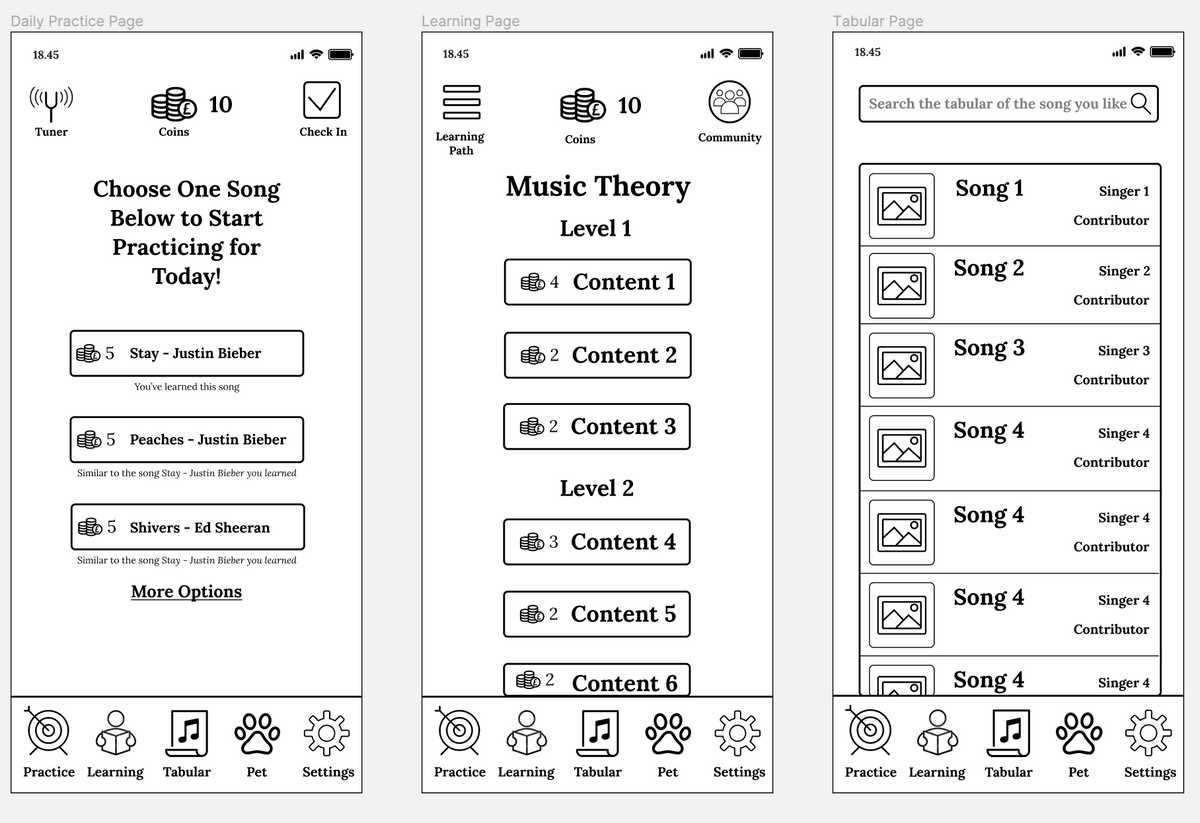 Daily Practice Page
18.45
10
Tuner
Coins
Check In
Choose One Song
Below to Start
Practicing for
Today!
5 Stay - Justin Bieber
You've learned this song
5 Peaches - Justin Bieber
Similar to the song Stay - Justin Bieber you learned
5 Shivers - Ed Sheeran
Similar to the song Stay - Justin Bieber you learned
More Options
Practice
Learning
Tabular
Pet
Settings
Learning Page
18.45
10
Learning
Path
Coins
Community
Music Theory
Level 1
4 Content 1
2 Content 2
2 Content 3
Level 2
3 Content 4
2 Content 5
2 Content 6
Practice
Learning
Tabular
Pet
Settings
Tabular Page
18.45
Search the tabular of the song you like
Song 1
Singer 1
Contributor
Song 2
Singer 2
Contributor
Song 3
Singer 3
Contributor
Song 4
Singer 4
Contributor
Song 4
Singer 4
Contributor
Song 4
Singer 4
Contributor
Song 4
Singer 4
Practice
Learning
Tabular
Pet
Settings